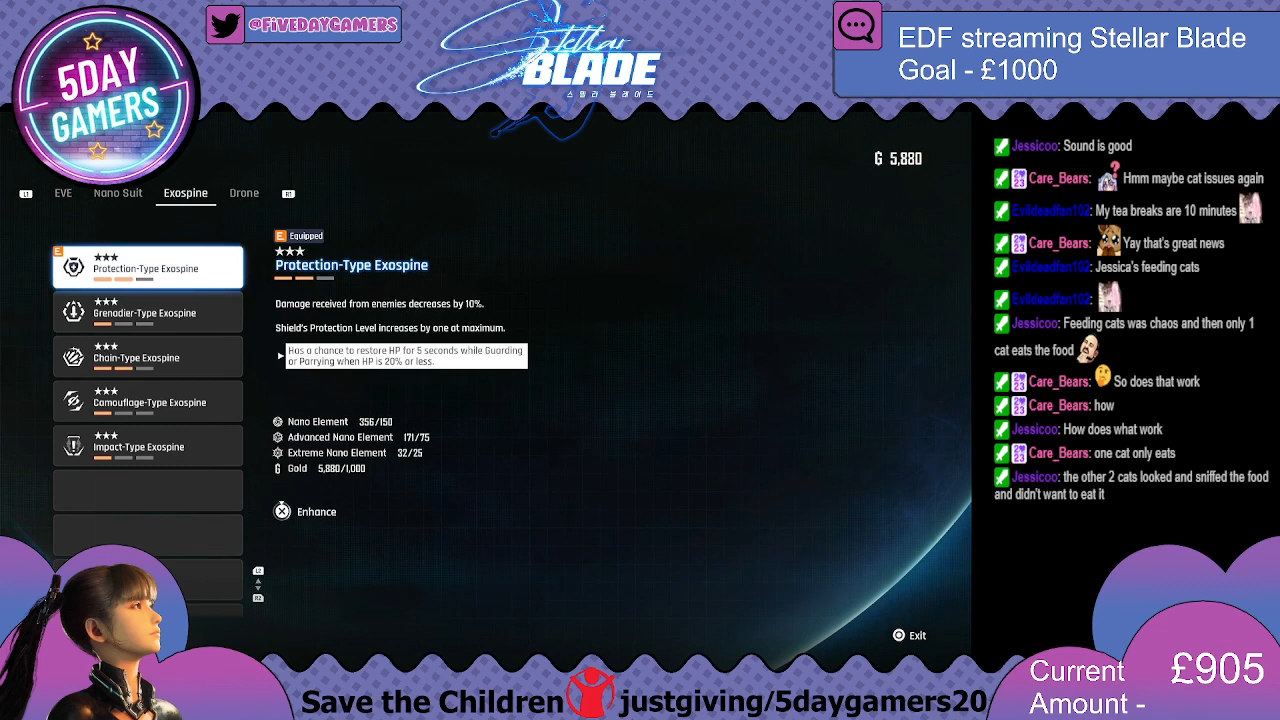 5DAY
GAMERS
@FiVEDAYGAMERS
Stellar
BLADE
스텔라 블레이드
EDF streaming Stellar Blade
Goal - £1000
5,880
L1 EVE Nano Suit Exospine Drone R1
E Equipped
★★★
Protection-Type Exospine
Damage received from enemies decreases by 10%.
Shield's Protection Level increases by one at maximum.
Has a chance to restore HP for 5 seconds while Guarding
or Parrying when HP is 20% or less.
Nano Element 356/150
Advanced Nano Element 171/75
Extreme Nano Element 32/25
Gold 5,880/1,000
Enhance
E
★★★
Protection-Type Exospine
★★★
Grenadier-Type Exospine
★★★
Chain-Type Exospine
★★★
Camouflage-Type Exospine
★★★
Impact-Type Exospine
L2
R2
Exit
Jessicoo: Sound is good
Care_Bears: Hmm maybe cat issues again
Evildeadfan102: My tea breaks are 10 minutes
Care_Bears: Yay that's great news
Evildeadfan102: Jessica's feeding cats
Evildeadfan102:
Jessicoo: Feeding cats was chaos and then only 1
cat eats the food
Care_Bears: So does that work
Care_Bears: how
Jessicoo: How does what work
Care_Bears: one cat only eats
Jessicoo: the other 2 cats looked and sniffed the food
and didn't want to eat it
Save the Children justgiving/5daygamers20
Current
Amount -
£905